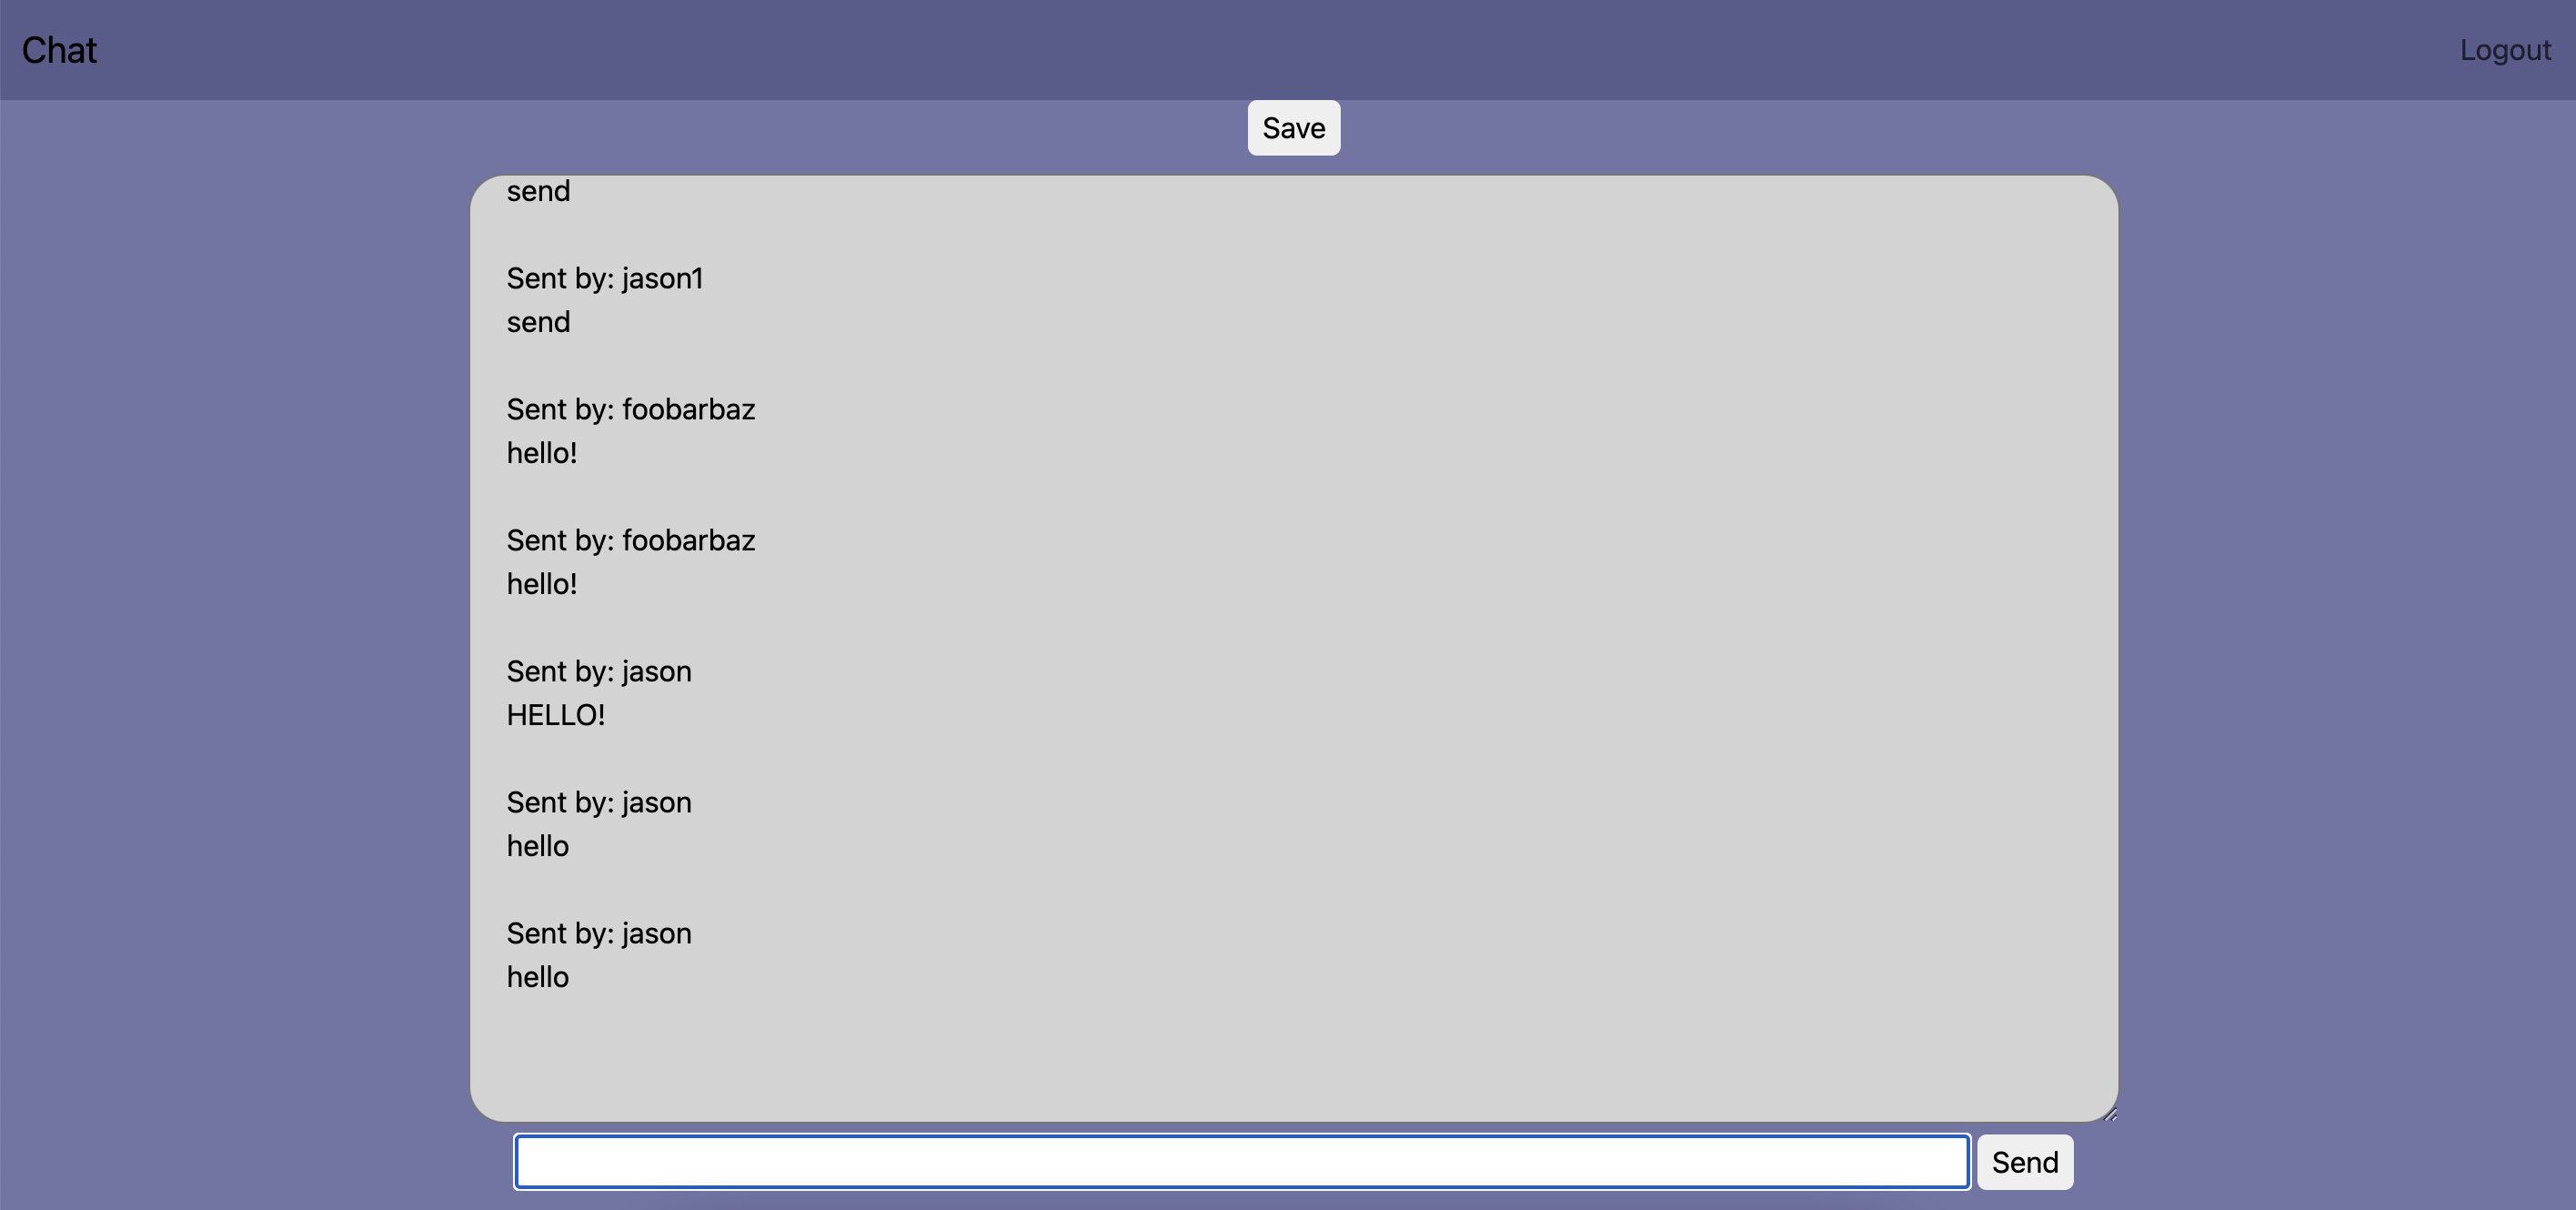 Chat
Logout
Save
send
Sent by: jason1
send
Sent by: foobarbaz
hello!
Sent by: foobarbaz
hello!
Sent by: jason
HELLO!
Sent by: jason
hello
Sent by: jason
hello
Send